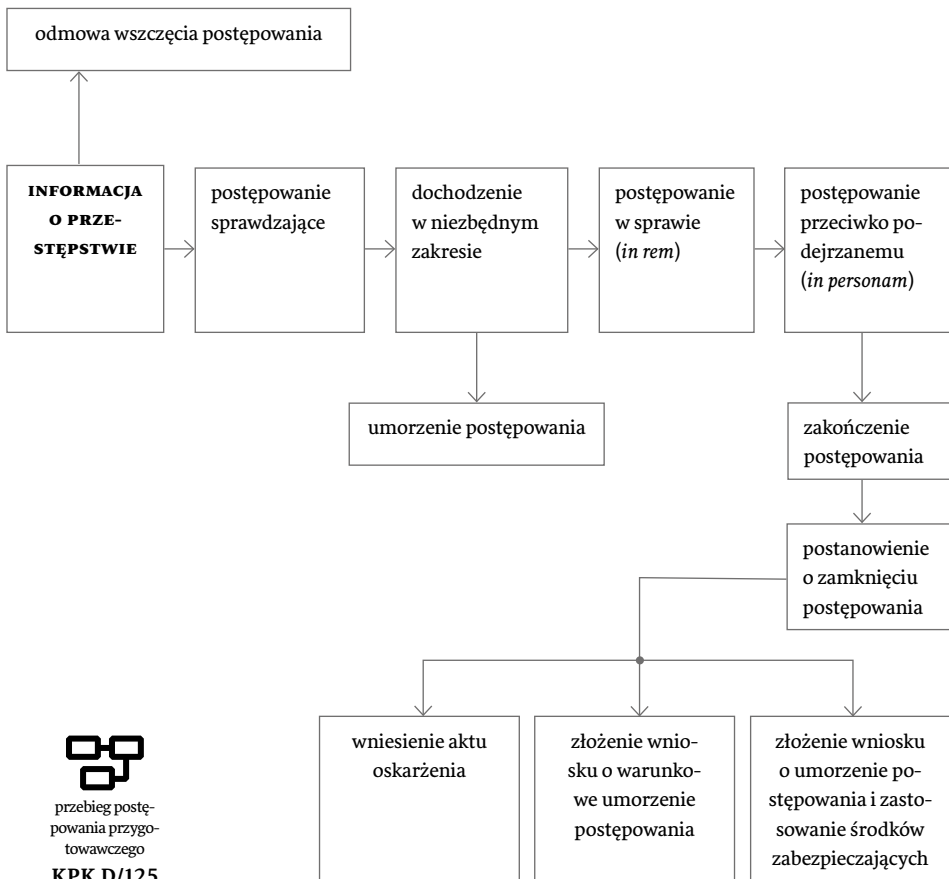 odmowa wszczęcia postępowania
INFORMACJA
O PRZE-
STĘPSTWIE
postępowanie
sprawdzające
dochodzenie
w niezbędnym
zakresie
postępowanie
w sprawie
(in rem)
postępowanie
przeciwko po-
dejrzanemu
(in personam)
umorzenie postępowania
zakończenie
postępowania
postanowienie
o zamknięciu
postępowania
wniesienie aktu
oskarżenia
złożenie wnio-
sku o warunko-
we umorzenie
postępowania
złożenie wniosku
o umorzenie po-
stępowania i zasto-
sowanie środków
zabezpieczających
przebieg postę-
powania przygo-
towawczego
KPK D/125